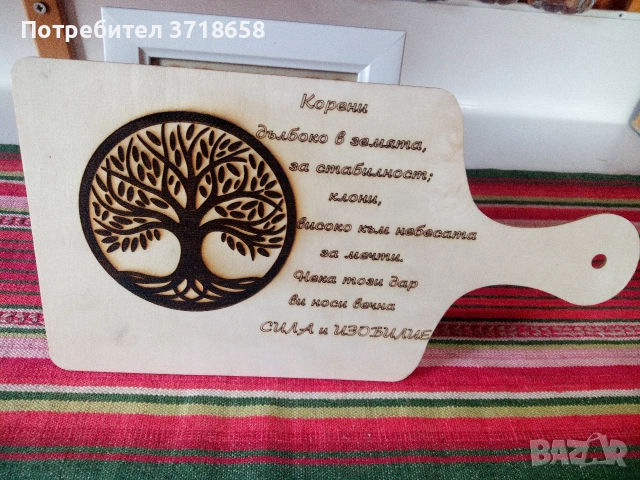 Потребител 3718658
Корени
дълбоко в земята,
за стабилност;
клони,
високо към небесата
за мечти.
Нека този дар
ви носи вечна
СИЛА и ИЗОБИЛИЕ
BAZAR